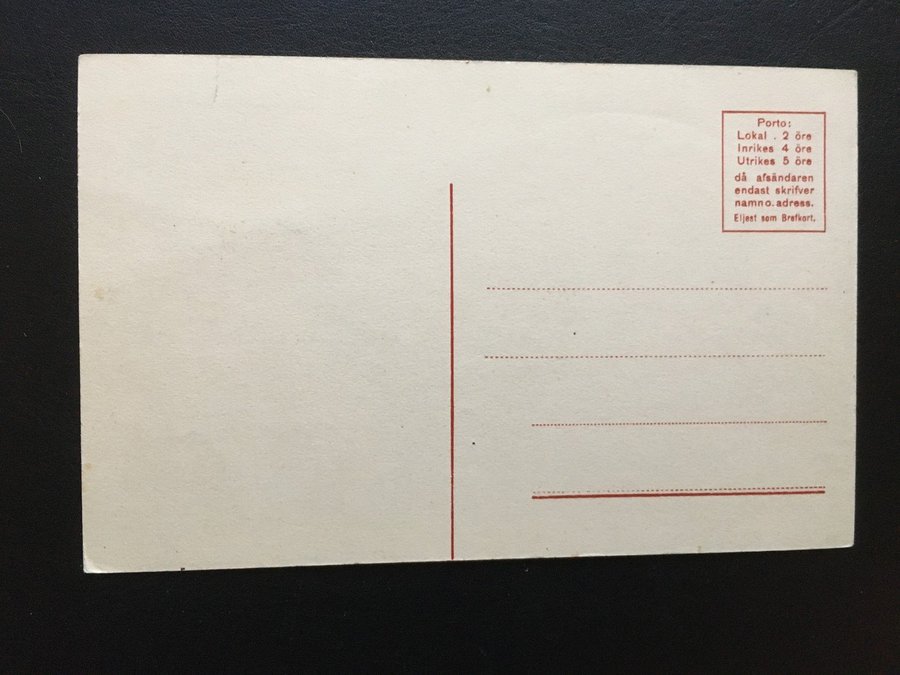 Porto:
Lokal . 2 öre
Inrikes 4 öre
Utrikes 5 öre
då afsändaren
endast skrifver
namn o. adress.
Eljest som Brefkort.